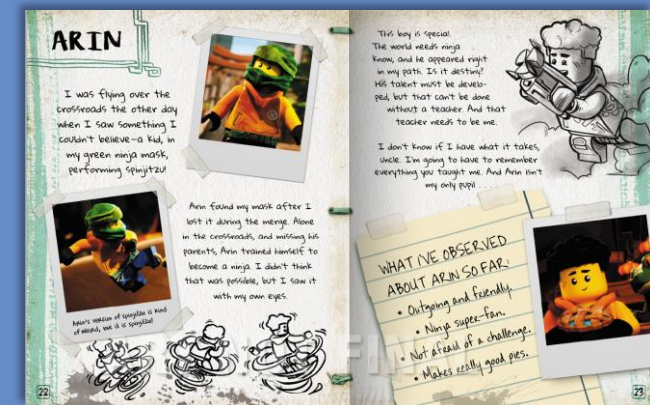 ARIN
I was flying over the
crossroads the other day
when I saw something I
couldn't believe—a kid, in
my green ninja mask,
performing spinjitzu!
Arin found my mask after I
lost it during the merge. Alone
in the crossroads, and missing his
parents, Arin trained himself to
become a ninja. I didn't think
that was possible, but I saw it
with my own eyes.
Arin's version of spinjitzu is kind
of weird, but it is spinjitzu!
22
This boy is special.
The world needs ninja
know, and he appeared right
in my path. Is it destiny?
His talent must be develo-
ped, but that can't be done
without a teacher. And that
teacher needs to be me.
I don't know if I have what it takes,
uncle. I'm going to have to remember
everything you taught me. And Arin isn't
my only pupil . . .
WHAT I'VE OBSERVED
ABOUT ARIN SO FAR:
• Outgoing and friendly.
• Ninja super-fan.
• Not afraid of a challenge.
• Makes really good pies.
23